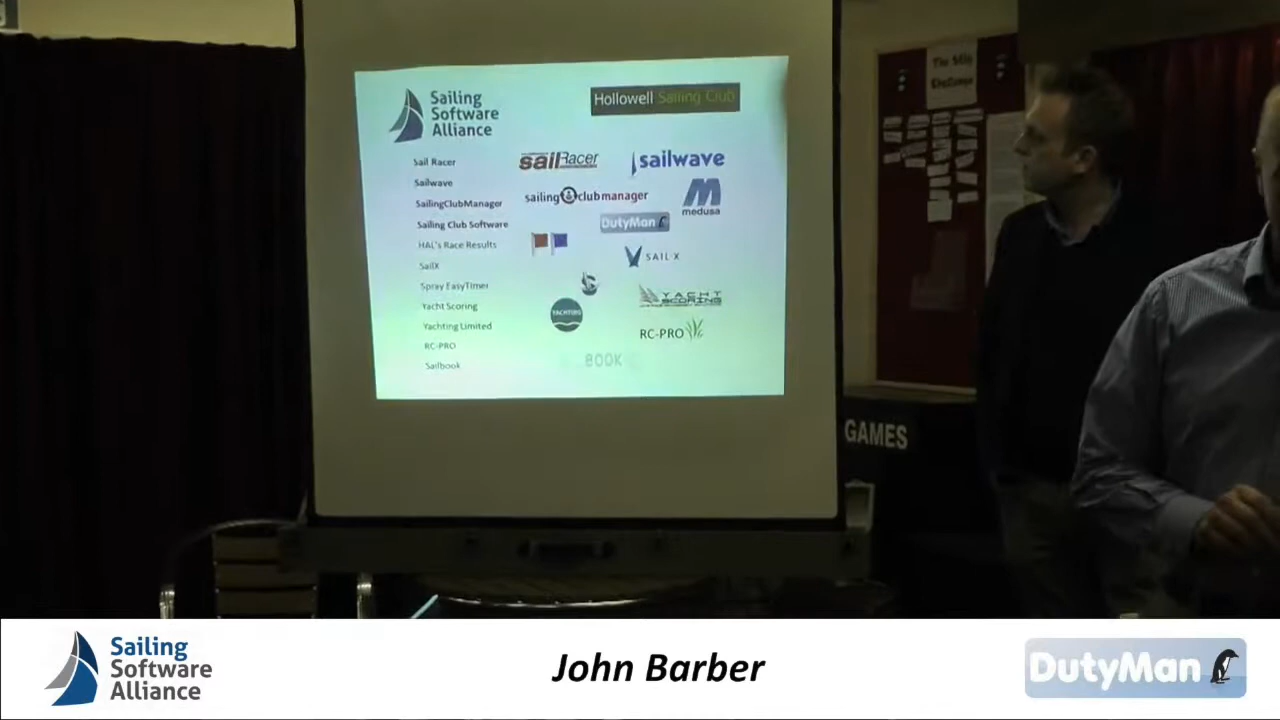 Sailing
Software
Alliance
Hollowell Sailing Club
Sail Racer
Sailwave
SailingClubManager
Sailing Club Software
HAL's Race Results
SailX
Spray EasyTimer
Yacht Scoring
Yachting Limited
RC-PRO
Sailbook
sailRacer
sailwave
sailing clubmanager
medusa
DutyMan
SAIL X
YACHT
SCORING
YACHTING
RC-PRO
BOOK
GAMES
Sailing
Software
Alliance
John Barber
DutyMan